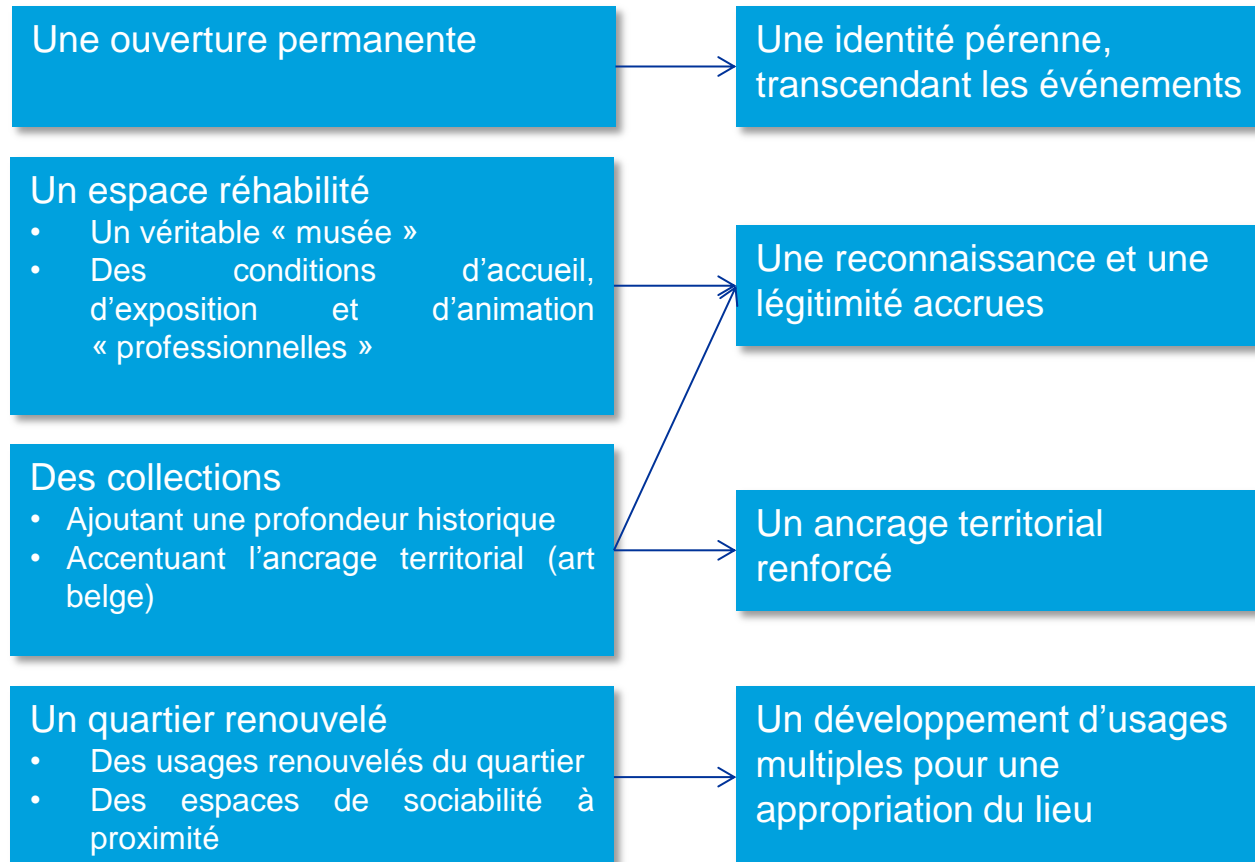 Une ouverture permanente
Une identité pérenne,
transcendant les événements
Un espace réhabilité
• Un véritable « musée »
• Des conditions d'accueil,
d'exposition et d'animation
« professionnelles »
Une reconnaissance et une
légitimité accrues
Des collections
• Ajoutant une profondeur historique
• Accentuant l'ancrage territorial (art
belge)
Un ancrage territorial
renforcé
Un quartier renouvelé
• Des usages renouvelés du quartier
• Des espaces de sociabilité à
proximité
Un développement d'usages
multiples pour une
appropriation du lieu